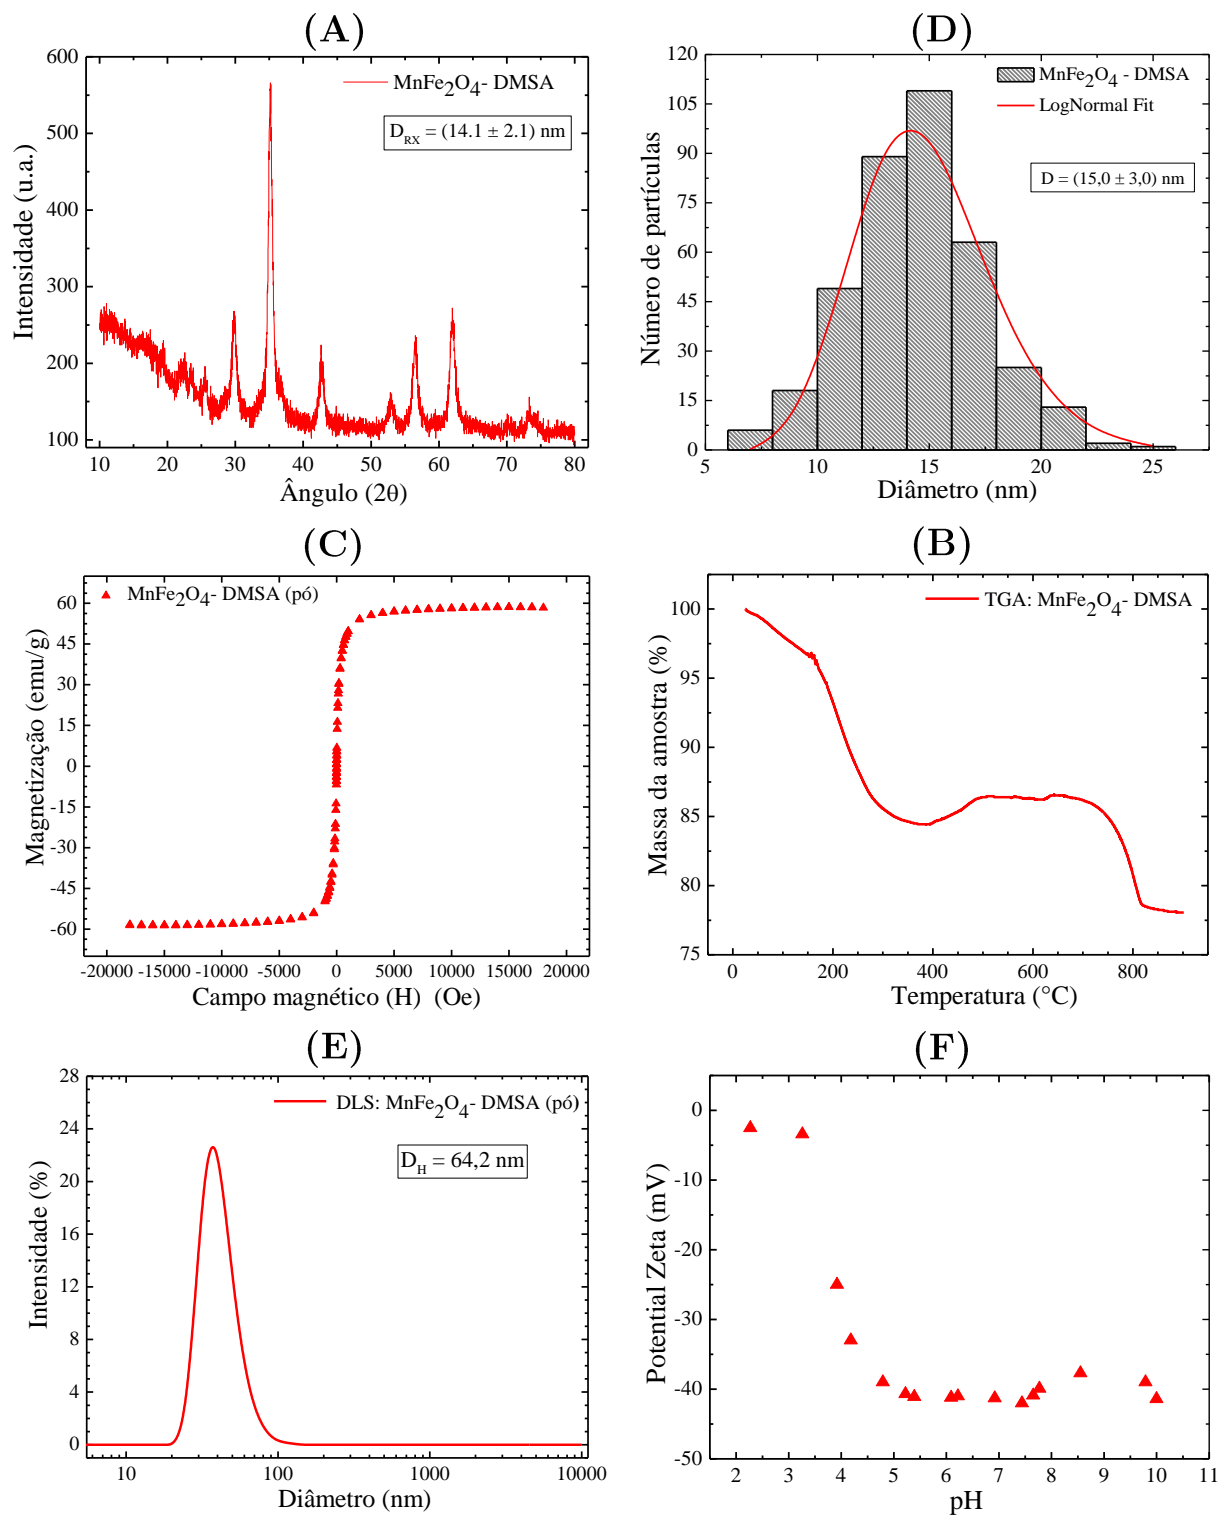 (A)
600
500
400
300
200
100
Intensidade (u.a.)
MnFe2O4- DMSA
DRX = (14.1 ± 2.1) nm
10 20 30 40 50 60 70 80
Ângulo (2θ)
(D)
120
105
90
75
60
45
30
15
0
Número de partículas
MnFe2O4 - DMSA
LogNormal Fit
D = (15,0 ± 3,0) nm
5 10 15 20 25
Diâmetro (nm)
(C)
60
45
30
15
0
-15
-30
-45
-60
Magnetização (emu/g)
MnFe2O4- DMSA (pó)
-20000 -15000 -10000 -5000 0 5000 10000 15000 20000
Campo magnético (H) (Oe)
(B)
100
95
90
85
80
75
Massa da amostra (%)
TGA: MnFe2O4- DMSA
0 200 400 600 800
Temperatura (°C)
(E)
28
24
20
16
12
8
4
0
Intensidade (%)
DLS: MnFe2O4- DMSA (pó)
DH = 64,2 nm
10 100 1000 10000
Diâmetro (nm)
(F)
0
-10
-20
-30
-40
-50
Potential Zeta (mV)
2 3 4 5 6 7 8 9 10 11
pH